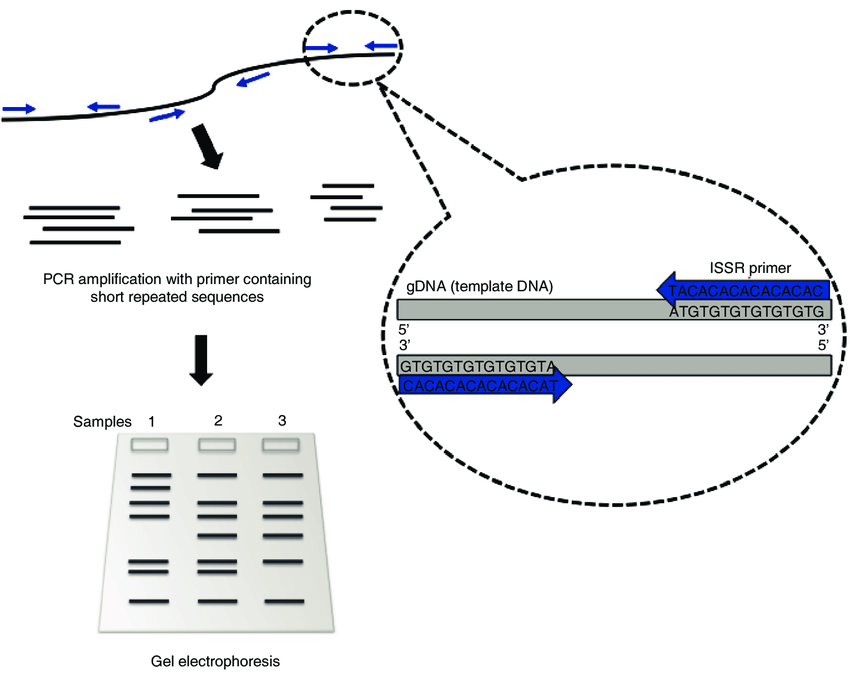 PCR amplification with primer containing
short repeated sequences
Samples 1 2 3
Gel electrophoresis
ISSR primer
gDNA (template DNA)
TACACACACACACAC
ATGTGTGTGTGTGTG
5’ 3’
3’ 5’
GTGTGTGTGTGTGTA
CACACACACACACAT